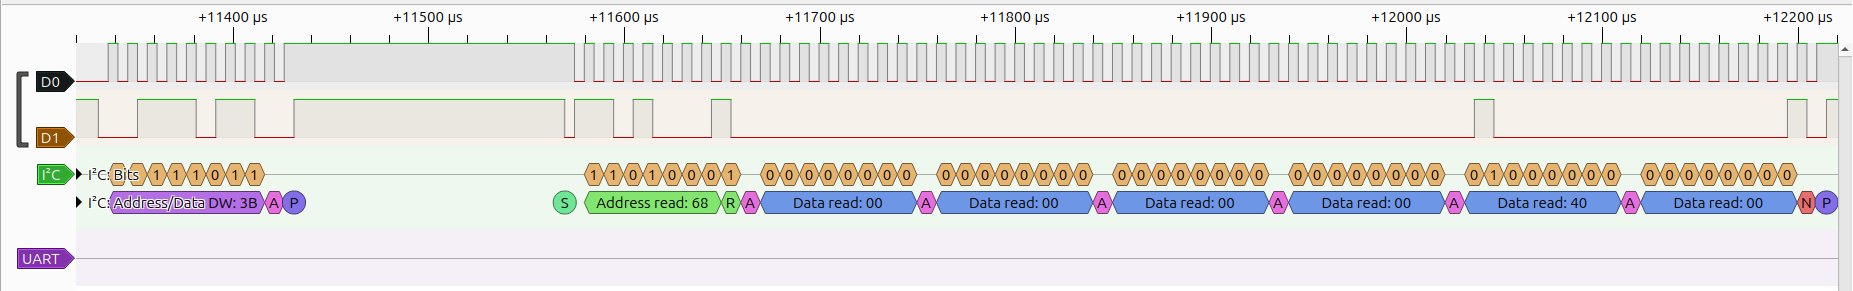 +11400 µs +11500 µs +11600 µs +11700 µs +11800 µs +11900 µs +12000 µs +12100 µs +12200 µs
D0
D1
I²C I²C: Bits 1 1 1 0 1 1 1 1 0 1 0 0 0 1 0 0 0 0 0 0 0 0 0 0 0 0 0 0 0 0 0 0 0 0 0 0 0 0 0 0 0 0 0 0 0 0 0 1 0 0 0 0 0 0 0 0 0 0 0 0 0 0
I²C: Address/Data DW: 3B A P S Address read: 68 R A Data read: 00 A Data read: 00 A Data read: 00 A Data read: 00 A Data read: 40 A Data read: 00 N P
UART